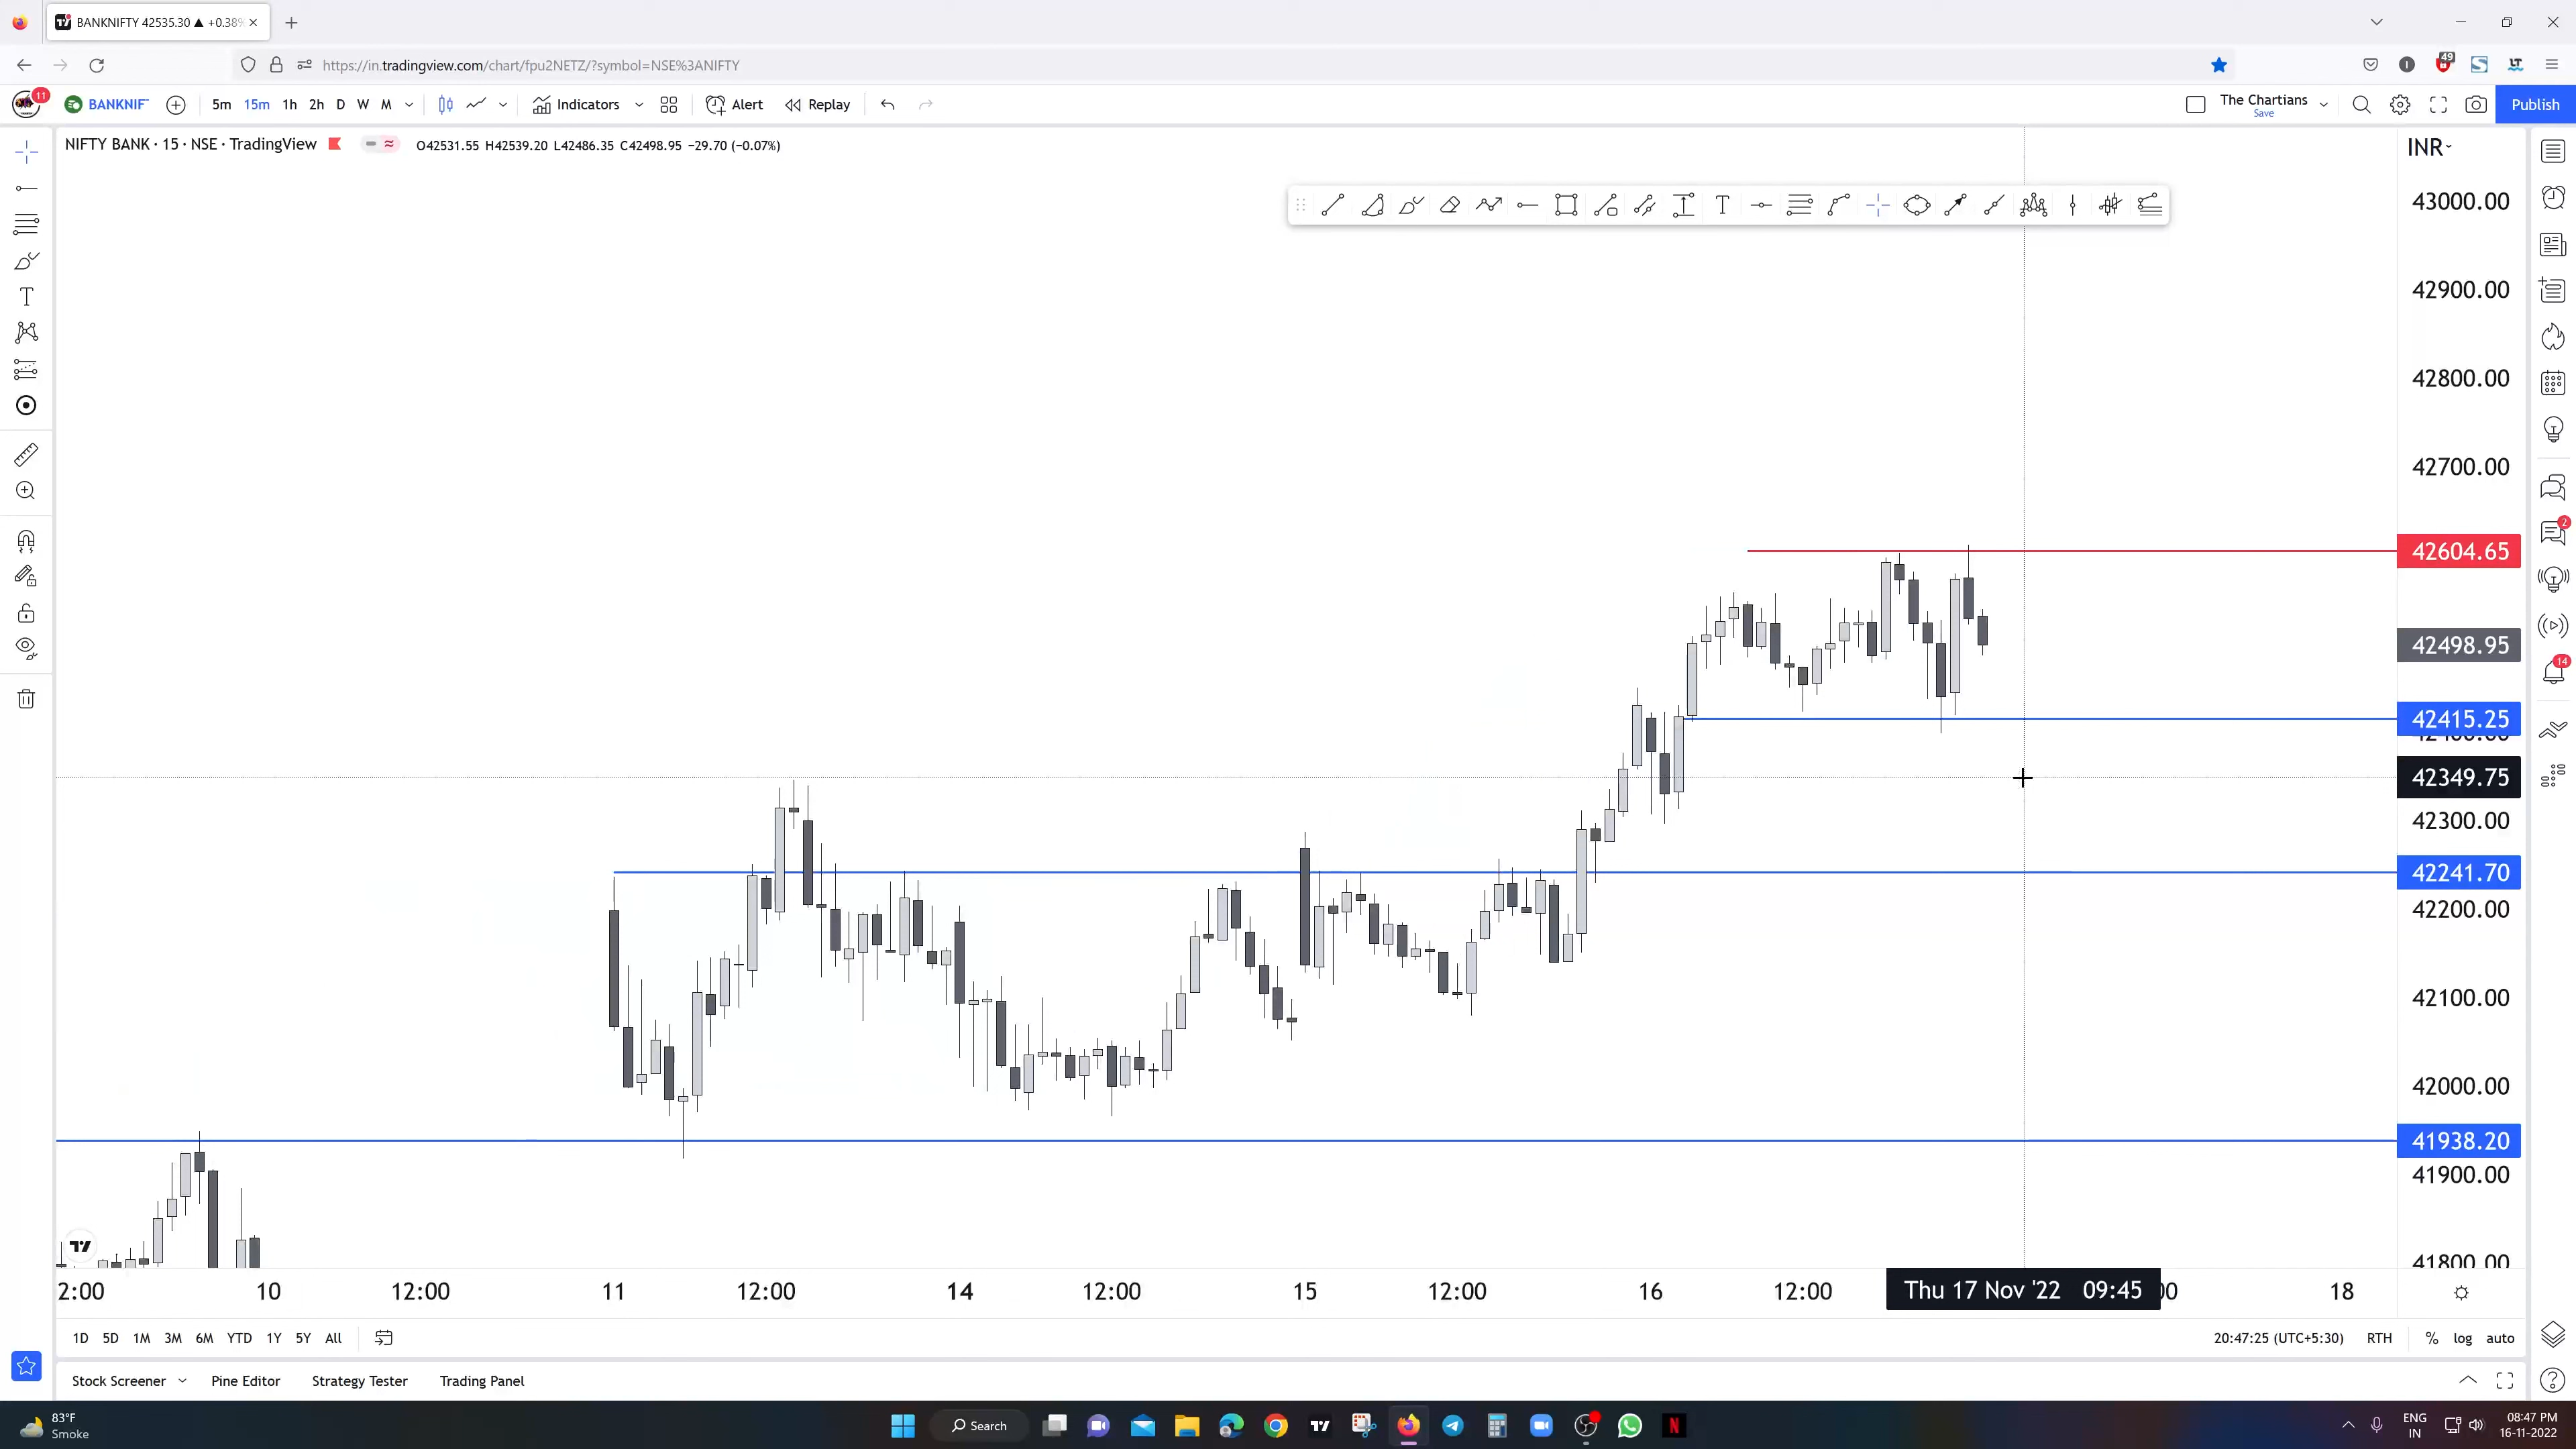 BANKNIFTY 42535.30 ▲ +0.38%
https://in.tradingview.com/chart/fpu2NETZ/?symbol=NSE%3ANIFTY
49
11
BANKNIF
5m 15m 1h 2h D W M Indicators Alert Replay
The Chartians
Save
Publish
NIFTY BANK · 15 · NSE · TradingView
O42531.55 H42539.20 L42486.35 C42498.95 −29.70 (−0.07%)
INR
43000.00
42900.00
42800.00
42700.00
42604.65
2
42498.95
14
42415.25
42349.75
42300.00
42241.70
42200.00
42100.00
42000.00
41938.20
41900.00
41800.00
2:00 10 12:00 11 12:00 14 12:00 15 12:00 16 12:00 Thu 17 Nov '22 09:45 18
1D 5D 1M 3M 6M YTD 1Y 5Y All
20:47:25 (UTC+5:30) RTH % log auto
Stock Screener Pine Editor Strategy Tester Trading Panel
83°F
Smoke
Search
ENG
IN
08:47 PM
16-11-2022